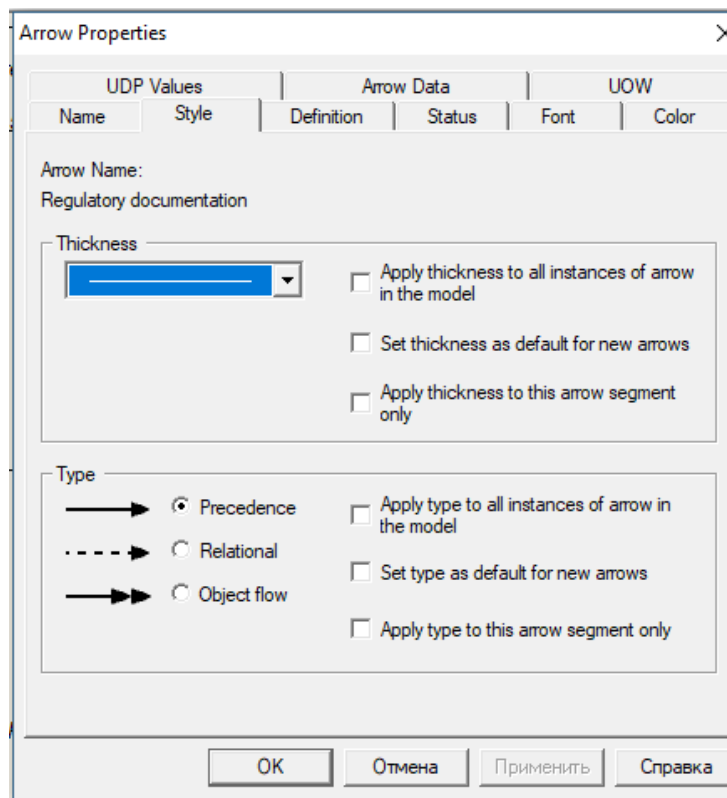 Arrow Properties
UDP Values
Arrow Data
UOW
Name
Style
Definition
Status
Font
Color
Arrow Name:
Regulatory documentation
Thickness
Apply thickness to all instances of arrow
in the model
Set thickness as default for new arrows
Apply thickness to this arrow segment
only
Type
Precedence
Relational
Object flow
Apply type to all instances of arrow in
the model
Set type as default for new arrows
Apply type to this arrow segment only
OK
Отмена
Применить
Справка